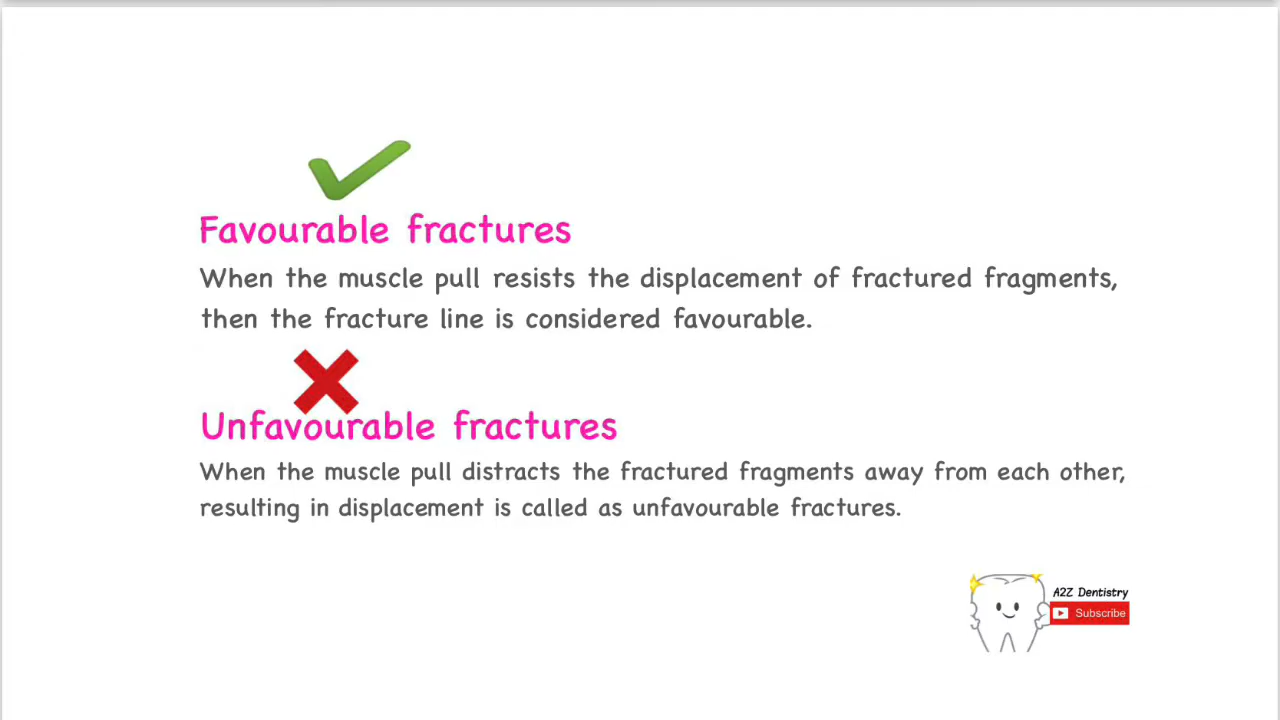 Favourable fractures
When the muscle pull resists the displacement of fractured fragments,
then the fracture line is considered favourable.
Unfavourable fractures
When the muscle pull distracts the fractured fragments away from each other,
resulting in displacement is called as unfavourable fractures.
A2Z Dentistry
Subscribe